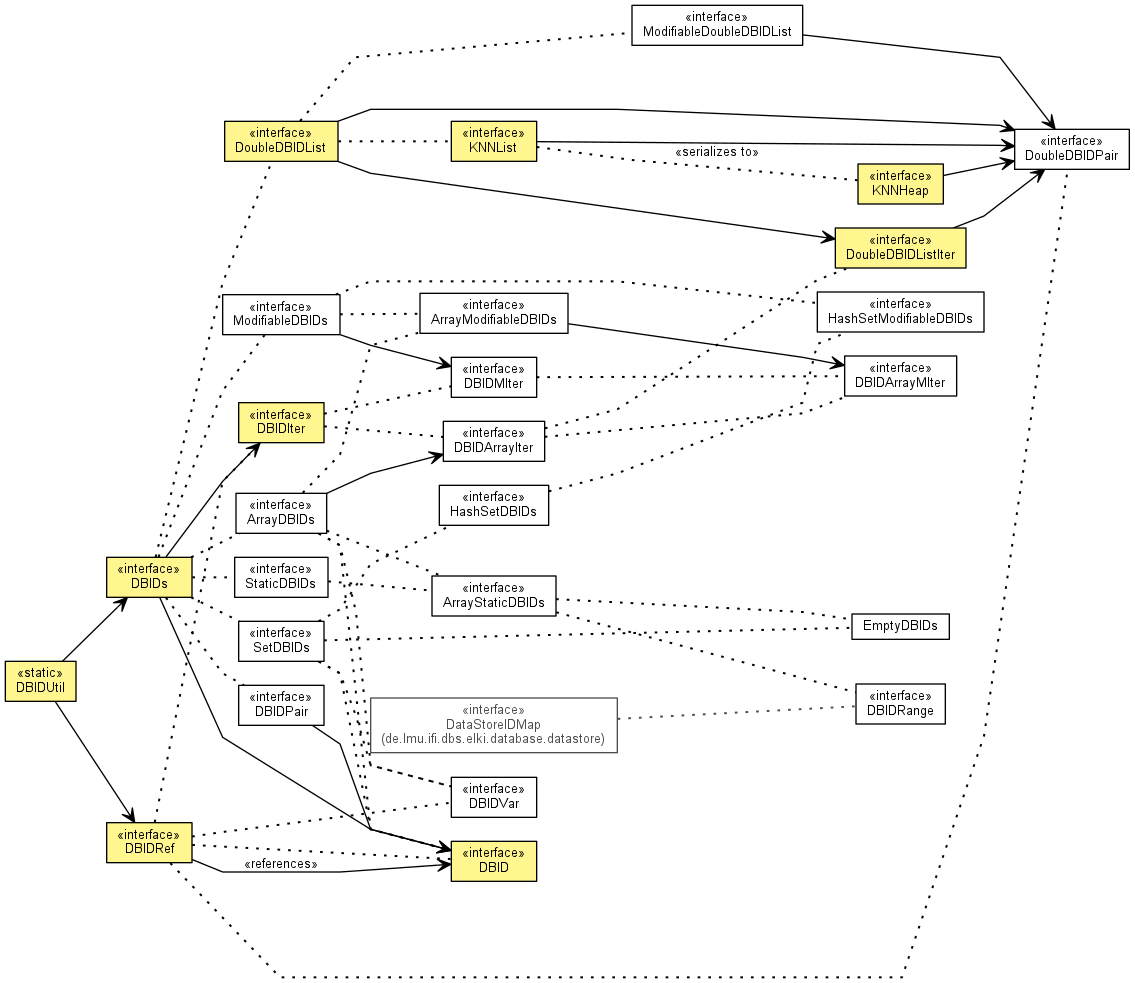 «interface»
ModifiableDoubleDBIDList
«interface»
DoubleDBIDList
«interface»
KNNList
«interface»
DoubleDBIDPair
«serializes to»
«interface»
KNNHeap
«interface»
DoubleDBIDListIter
«interface»
ModifiableDBIDs
«interface»
ArrayModifiableDBIDs
«interface»
HashSetModifiableDBIDs
«interface»
DBIDMIter
«interface»
DBIDArrayMIter
«interface»
DBIDIter
«interface»
DBIDArrayIter
«interface»
ArrayDBIDs
«interface»
HashSetDBIDs
«interface»
DBIDs
«interface»
StaticDBIDs
«interface»
ArrayStaticDBIDs
EmptyDBIDs
«interface»
SetDBIDs
«static»
DBIDUtil
«interface»
DBIDPair
«interface»
DataStoreIDMap
(de.lmu.ifi.dbs.elki.database.datastore)
«interface»
DBIDRange
«interface»
DBIDVar
«interface»
DBIDRef
«references»
«interface»
DBID